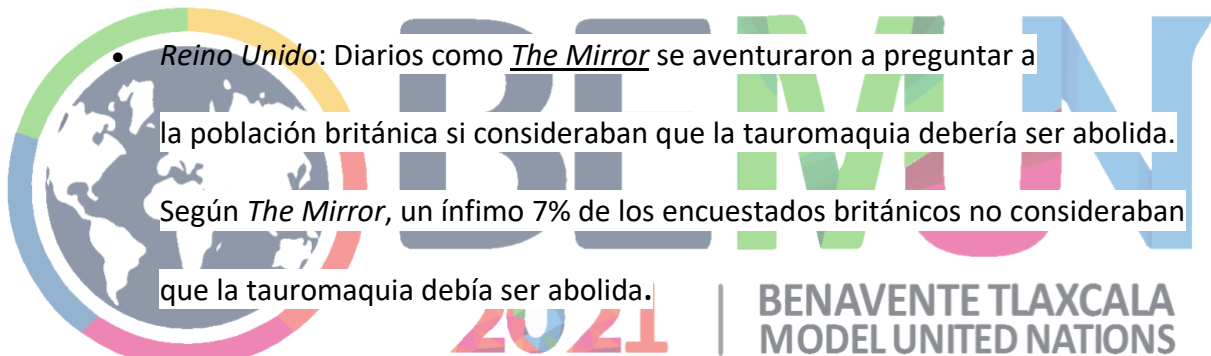 • Reino Unido: Diarios como The Mirror se aventuraron a preguntar a
la población británica si consideraban que la tauromaquia debería ser abolida.
Según The Mirror, un ínfimo 7% de los encuestados británicos no consideraban
que la tauromaquia debía ser abolida.
BEMUN
2021
BENAVENTE TLAXCALA
MODEL UNITED NATIONS